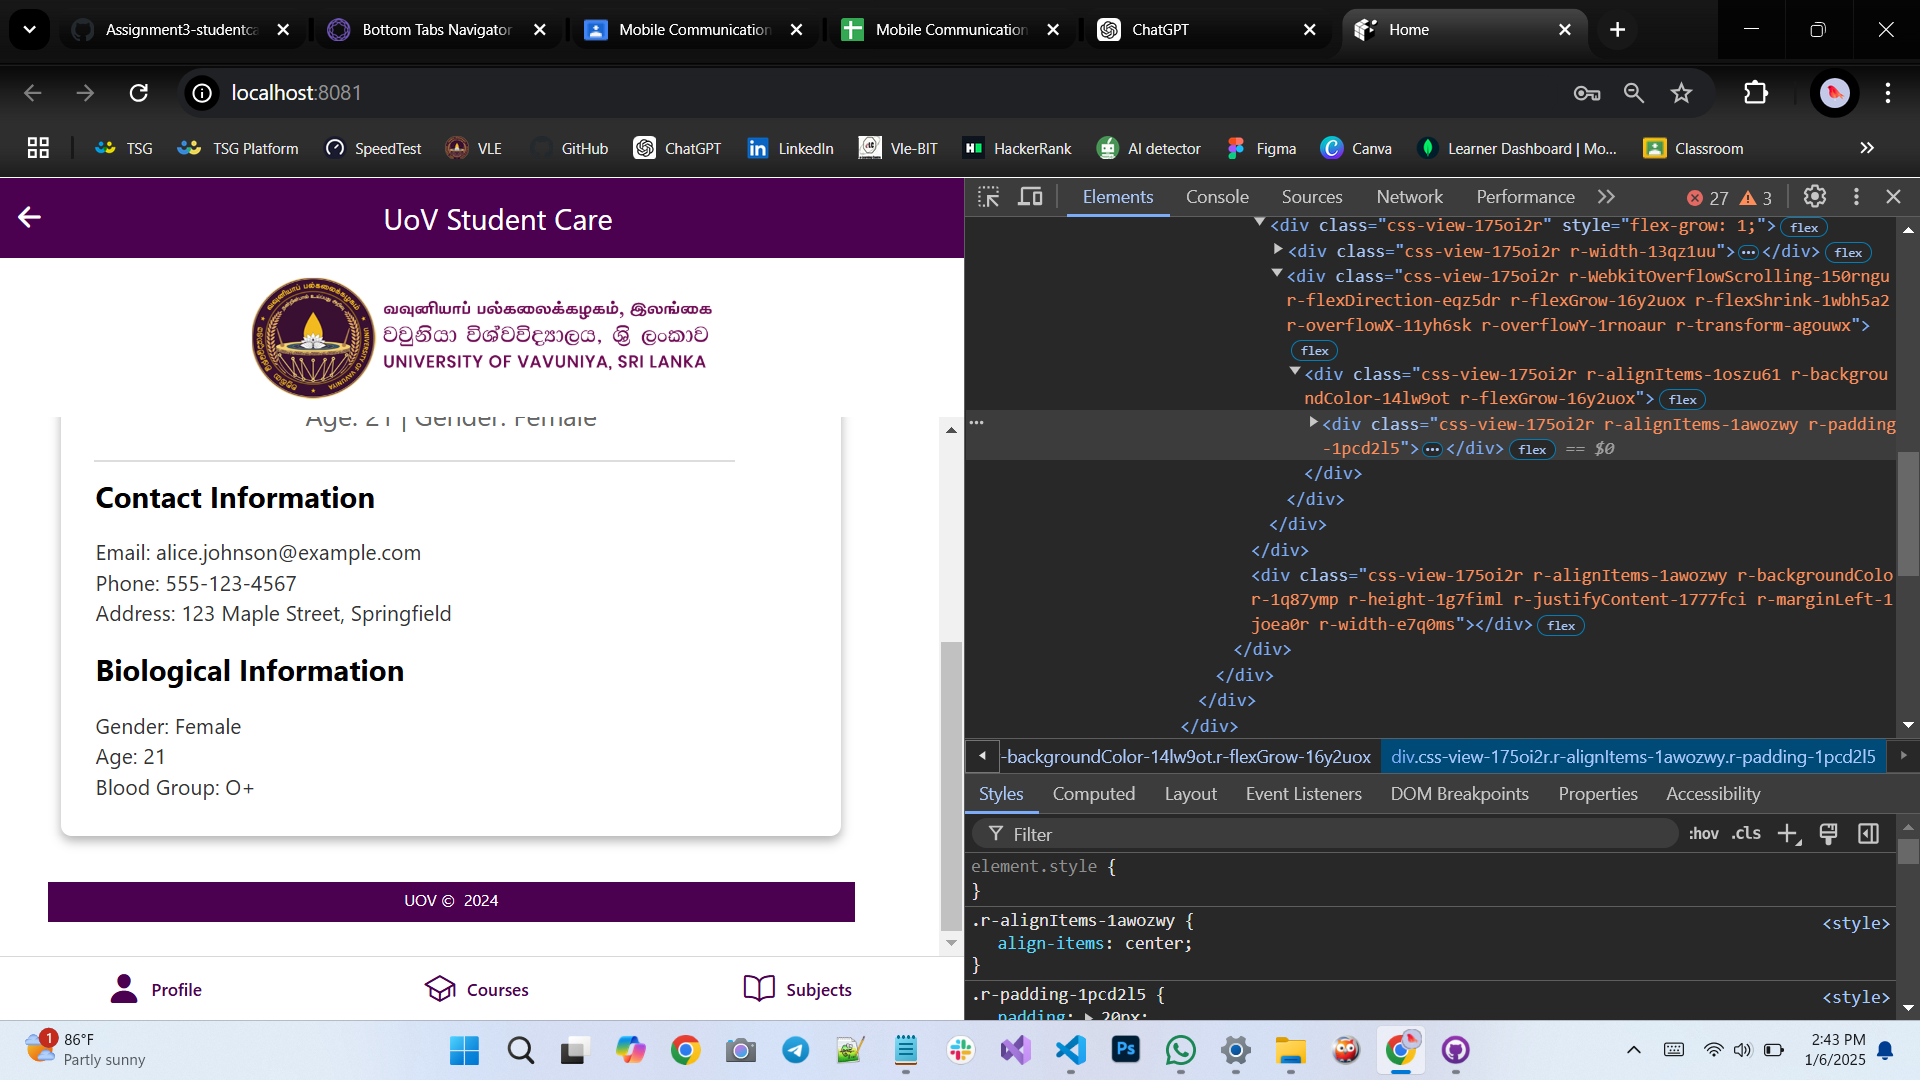 Assignment3-studentca
Bottom Tabs Navigator
Mobile Communication
Mobile Communication
ChatGPT
Home
localhost:8081
TSG
TSG Platform
SpeedTest
VLE
GitHub
ChatGPT
LinkedIn
Vle-BIT
HackerRank
AI detector
Figma
Canva
Learner Dashboard | Mo...
Classroom
UoV Student Care
வவுனியாப் பல்கலைக்கழகம், இலங்கை
වවුනියා විශ්වවිද්‍යාලය, ශ්‍රී ලංකාව
UNIVERSITY OF VAVUNIYA, SRI LANKA
Age: 21 | Gender: Female
Contact Information
Email: alice.johnson@example.com
Phone: 555-123-4567
Address: 123 Maple Street, Springfield
Biological Information
Gender: Female
Age: 21
Blood Group: O+
UOV © 2024
Profile
Courses
Subjects
Elements
Console
Sources
Network
Performance
27
3
<div class="css-view-175oi2r" style="flex-grow: 1;"> flex
<div class="css-view-175oi2r r-width-13qz1uu"> ... </div> flex
<div class="css-view-175oi2r r-WebkitOverflowScrolling-150rngu
r-flexDirection-eqz5dr r-flexGrow-16y2uox r-flexShrink-1wbh5a2
r-overflowX-11yh6sk r-overflowY-1rnoaur r-transform-agouwx">
flex
<div class="css-view-175oi2r r-alignItems-1oszu61 r-backgrou
ndColor-14lw9ot r-flexGrow-16y2uox"> flex
<div class="css-view-175oi2r r-alignItems-1awozwy r-padding
-1pcd2l5"> ... </div> flex == $0
</div>
</div>
</div>
</div>
<div class="css-view-175oi2r r-alignItems-1awozwy r-backgroundColo
r-1q87ymp r-height-1g7fiml r-justifyContent-1777fci r-marginLeft-1
joea0r r-width-e7q0ms"></div> flex
</div>
</div>
</div>
</div>
-backgroundColor-14lw9ot.r-flexGrow-16y2uox
div.css-view-175oi2r.r-alignItems-1awozwy.r-padding-1pcd2l5
Styles
Computed
Layout
Event Listeners
DOM Breakpoints
Properties
Accessibility
Filter
:hov .cls
element.style {
}
.r-alignItems-1awozwy {
<style>
align-items: center;
}
.r-padding-1pcd2l5 {
<style>
padding: 20px;
1
86°F
Partly sunny
Ps
2:43 PM
1/6/2025